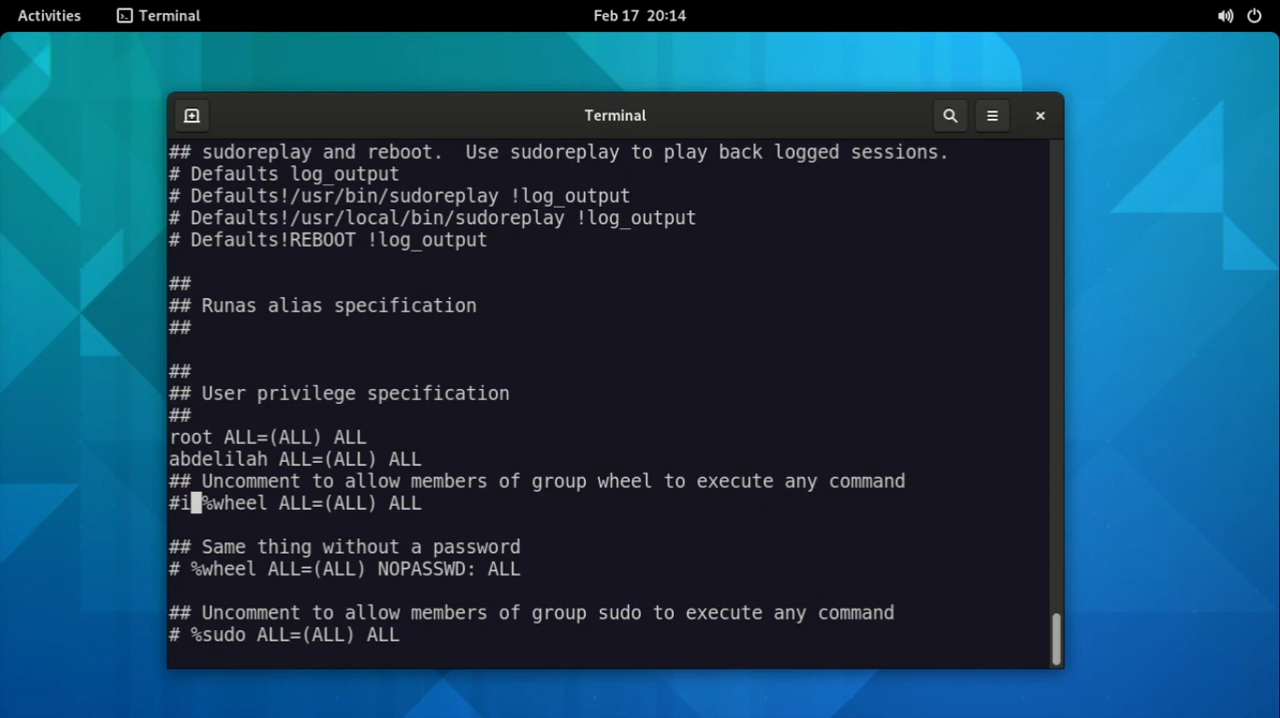 Activities Terminal Feb 17 20:14
Terminal
## sudoreplay and reboot.  Use sudoreplay to play back logged sessions.
# Defaults log_output
# Defaults!/usr/bin/sudoreplay !log_output
# Defaults!/usr/local/bin/sudoreplay !log_output
# Defaults!REBOOT !log_output
##
## Runas alias specification
##
##
## User privilege specification
##
root ALL=(ALL) ALL
abdelilah ALL=(ALL) ALL
## Uncomment to allow members of group wheel to execute any command
#i %wheel ALL=(ALL) ALL
## Same thing without a password
# %wheel ALL=(ALL) NOPASSWD: ALL
## Uncomment to allow members of group sudo to execute any command
# %sudo ALL=(ALL) ALL